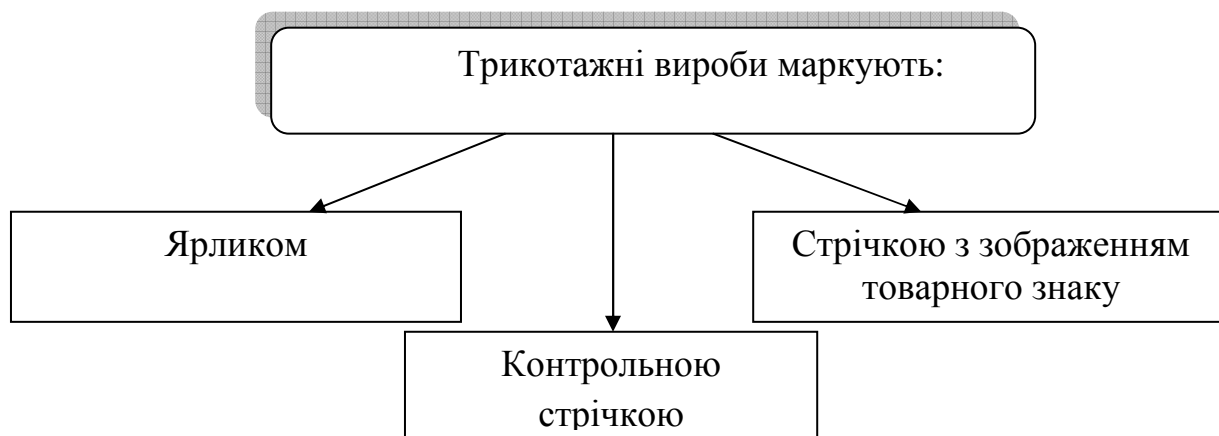 Трикотажні вироби маркують:
Ярликом
Стрічкою з зображенням
товарного знаку
Контрольною
стрічкою